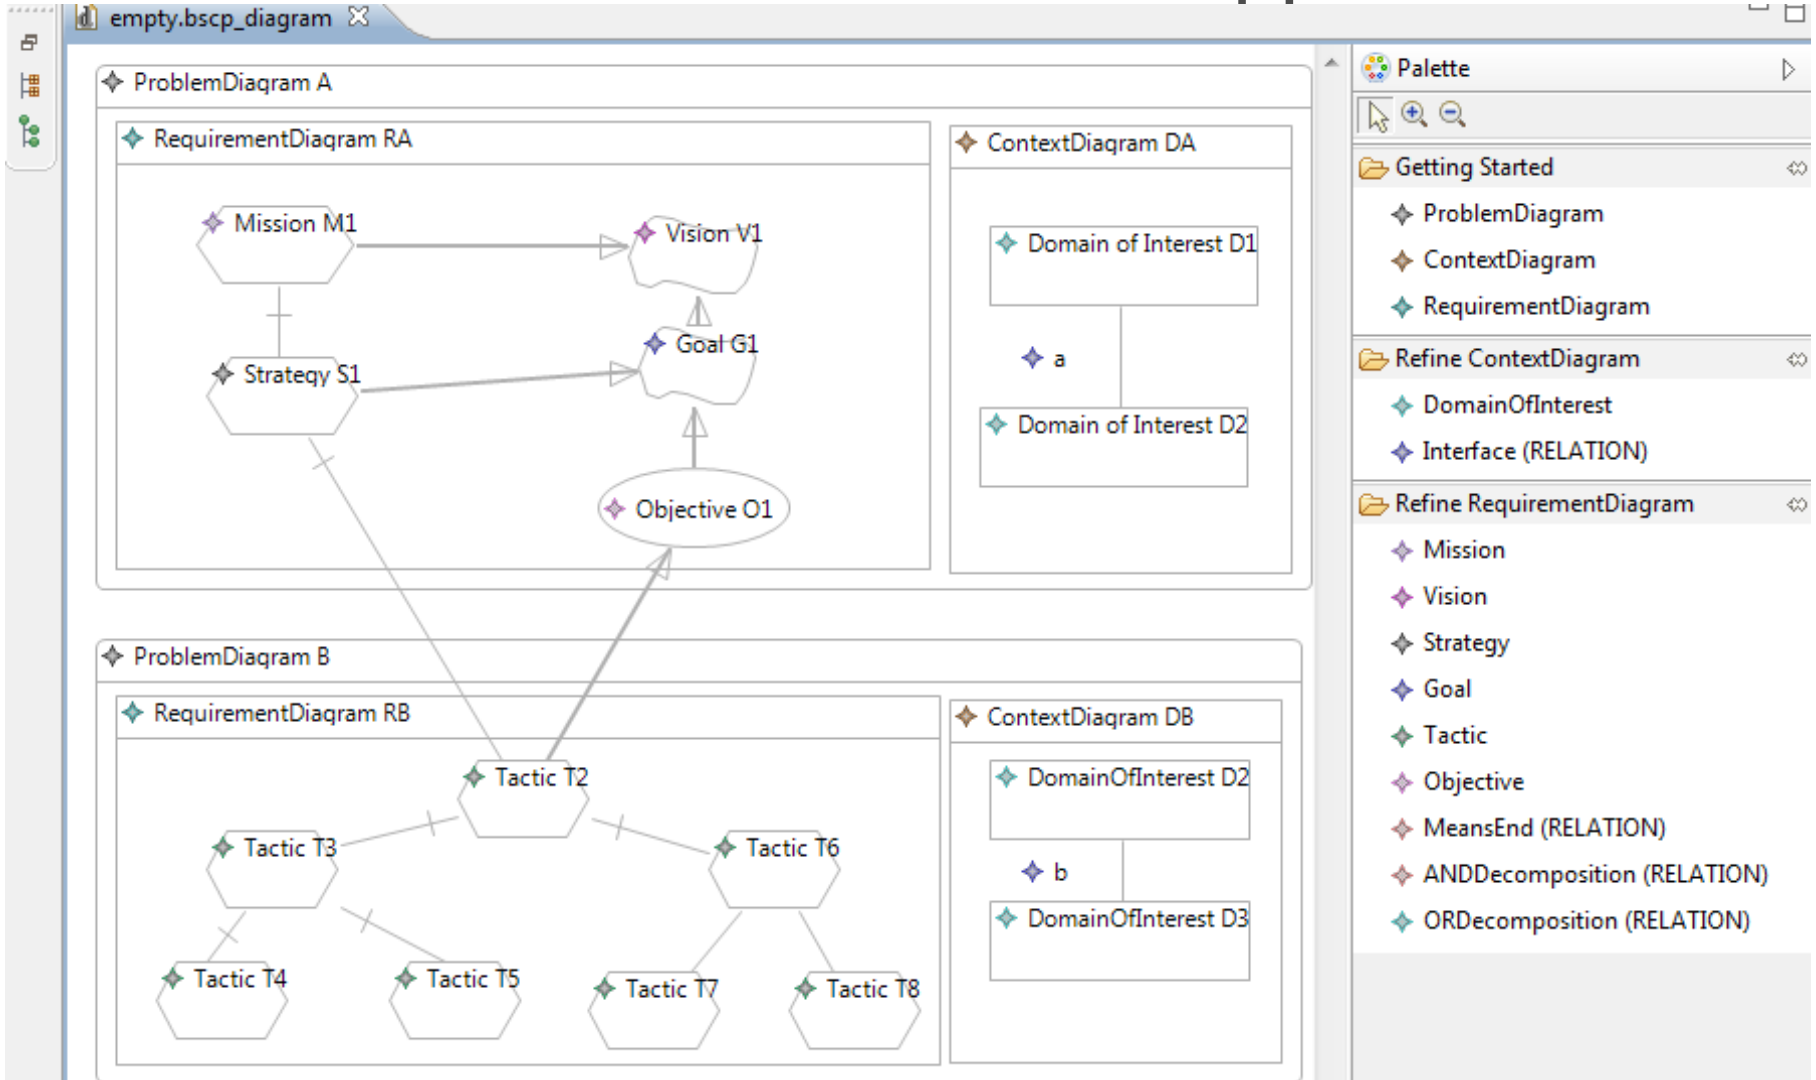 empty.bscp_diagram
ProblemDiagram A
RequirementDiagram RA
Mission M1
Vision V1
Goal G1
Strategy S1
Objective O1
ContextDiagram DA
Domain of Interest D1
a
Domain of Interest D2
ProblemDiagram B
RequirementDiagram RB
Tactic T2
Tactic T3
Tactic T6
Tactic T4
Tactic T5
Tactic T7
Tactic T8
ContextDiagram DB
DomainOfInterest D2
b
DomainOfInterest D3
Palette
Getting Started
ProblemDiagram
ContextDiagram
RequirementDiagram
Refine ContextDiagram
DomainOfInterest
Interface (RELATION)
Refine RequirementDiagram
Mission
Vision
Strategy
Goal
Tactic
Objective
MeansEnd (RELATION)
ANDDecomposition (RELATION)
ORDecomposition (RELATION)